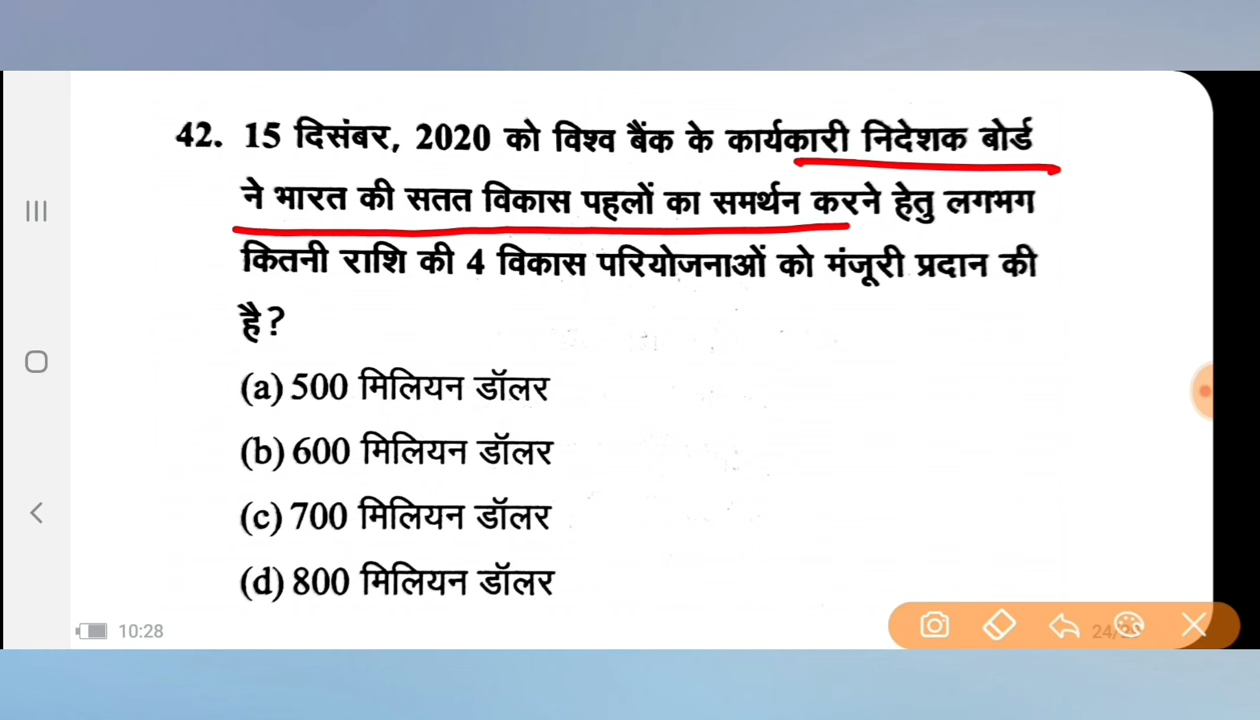 42. 15 दिसंबर, 2020 को विश्व बैंक के कार्यकारी निदेशक बोर्ड
ने भारत की सतत विकास पहलों का समर्थन करने हेतु लगभग
कितनी राशि की 4 विकास परियोजनाओं को मंजूरी प्रदान की
है?
(a) 500 मिलियन डॉलर
(b) 600 मिलियन डॉलर
(c) 700 मिलियन डॉलर
(d) 800 मिलियन डॉलर
10:28